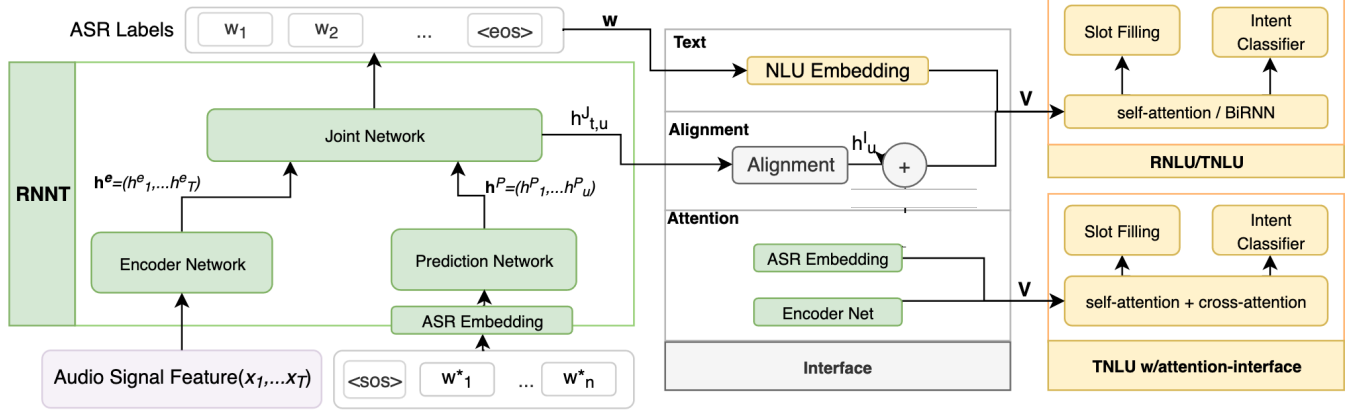 ASR Labels
w1 w2 ... <eos>
w
RNNT
Joint Network
hJt,u
he=(he1,...heT)
hP=(hP1,...hPu)
Encoder Network
Prediction Network
ASR Embedding
Audio Signal Feature(x1,...xT)
<sos> w*1 ... w*n
Text
NLU Embedding
Alignment
Alignment
hIu
+
Attention
ASR Embedding
Encoder Net
Interface
V
Slot Filling
Intent
Classifier
self-attention / BiRNN
RNLU/TNLU
V
Slot Filling
Intent
Classifier
self-attention + cross-attention
TNLU w/attention-interface